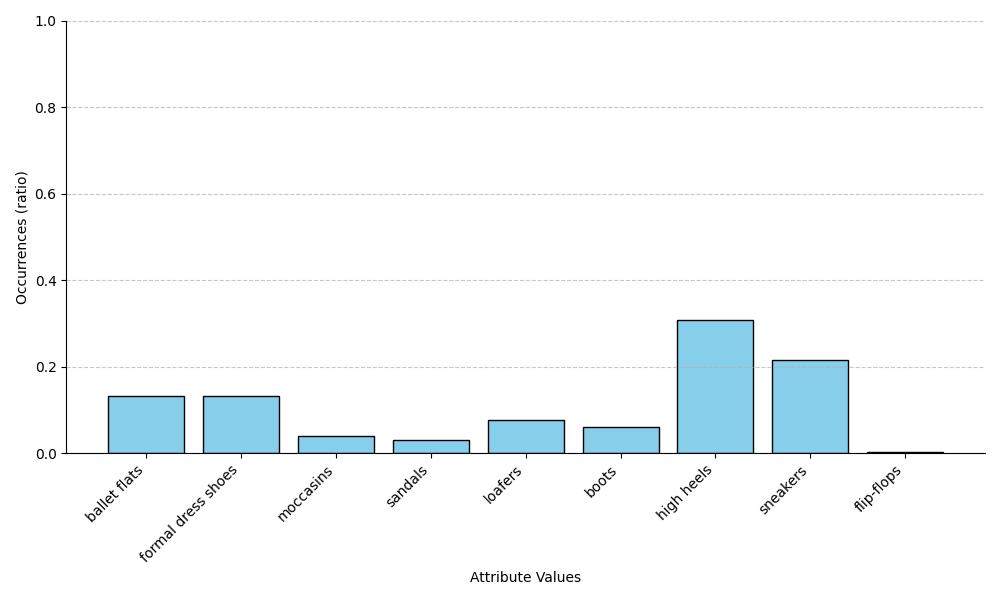 1.0
0.8
0.6
0.4
0.2
0.0
Occurrences (ratio)
ballet flats
formal dress shoes
moccasins
sandals
loafers
boots
high heels
sneakers
flip-flops
Attribute Values